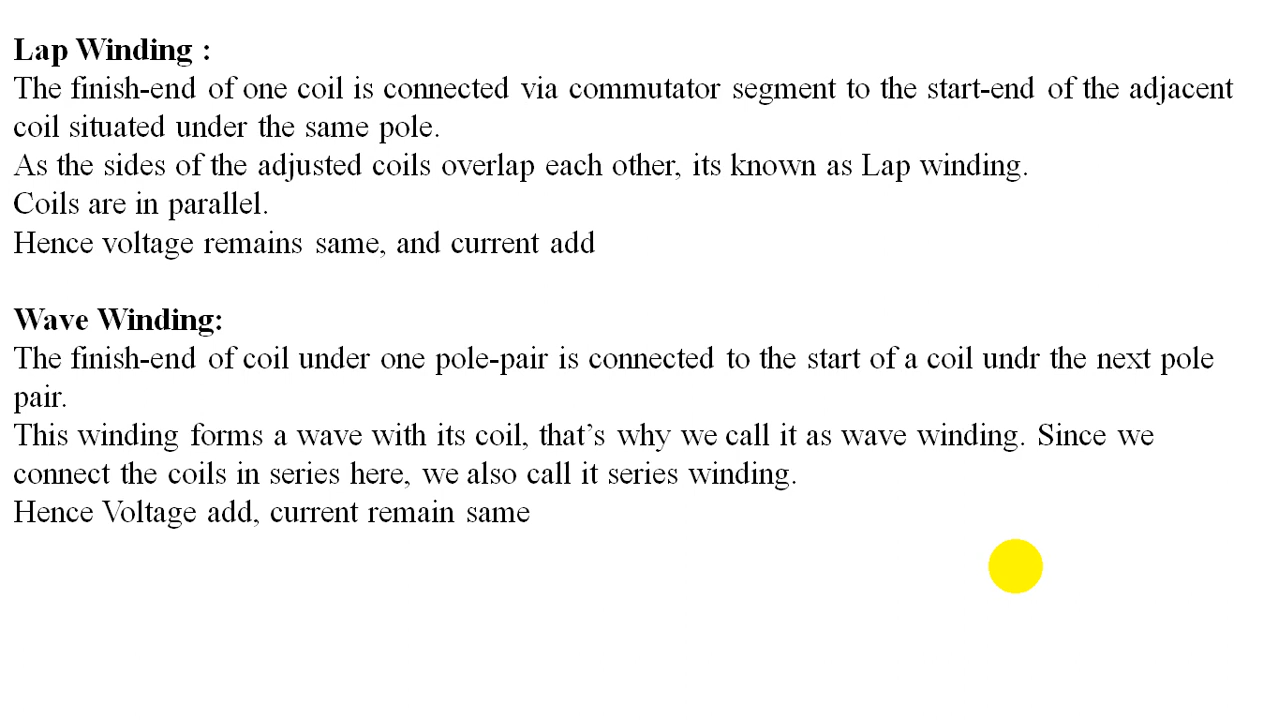 Lap Winding :
The finish-end of one coil is connected via commutator segment to the start-end of the adjacent
coil situated under the same pole.
As the sides of the adjusted coils overlap each other, its known as Lap winding.
Coils are in parallel.
Hence voltage remains same, and current add
Wave Winding:
The finish-end of coil under one pole-pair is connected to the start of a coil undr the next pole
pair.
This winding forms a wave with its coil, that’s why we call it as wave winding. Since we
connect the coils in series here, we also call it series winding.
Hence Voltage add, current remain same